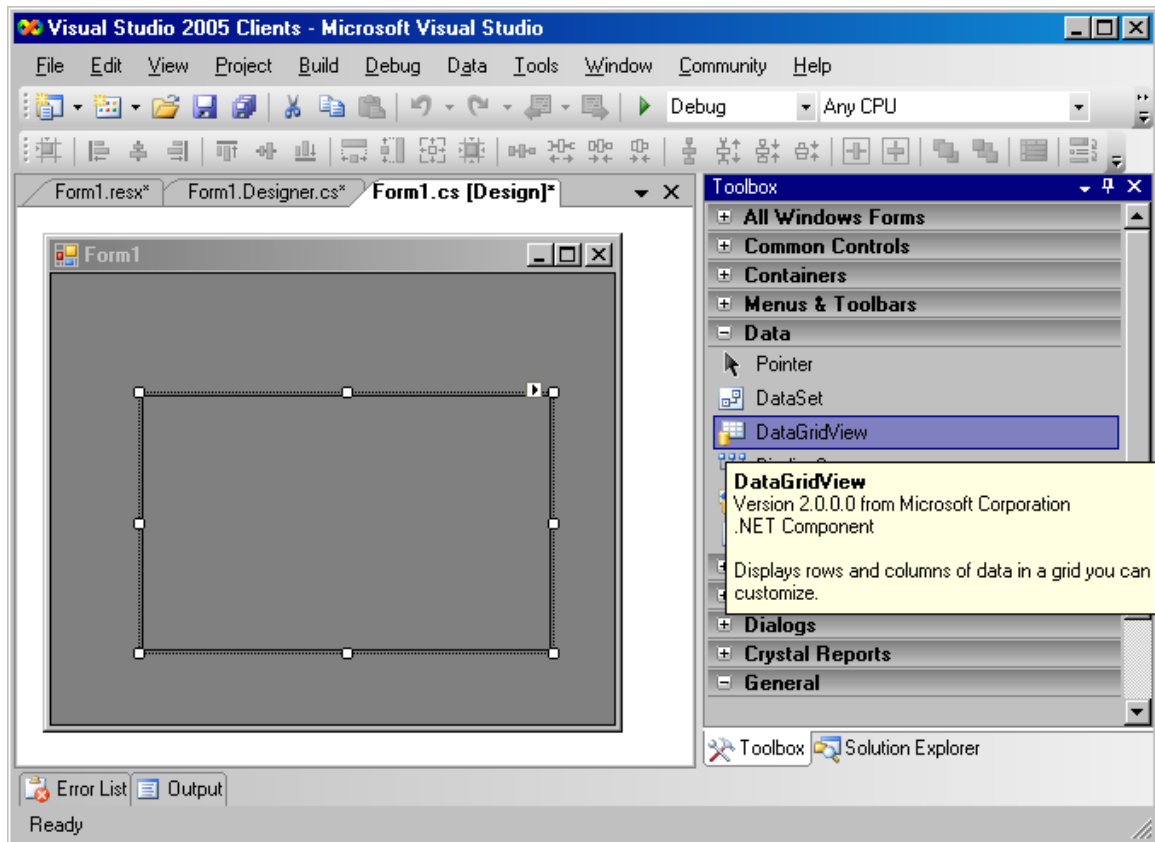 Visual Studio 2005 Clients - Microsoft Visual Studio
File Edit View Project Build Debug Data Tools Window Community Help
Debug Any CPU
Form1.resx* Form1.Designer.cs* Form1.cs [Design]*
Form1
Toolbox
All Windows Forms
Common Controls
Containers
Menus & Toolbars
Data
Pointer
DataSet
DataGridView
DataGridView
Version 2.0.0.0 from Microsoft Corporation
.NET Component
Displays rows and columns of data in a grid you can
customize.
Dialogs
Crystal Reports
General
Toolbox Solution Explorer
Error List Output
Ready